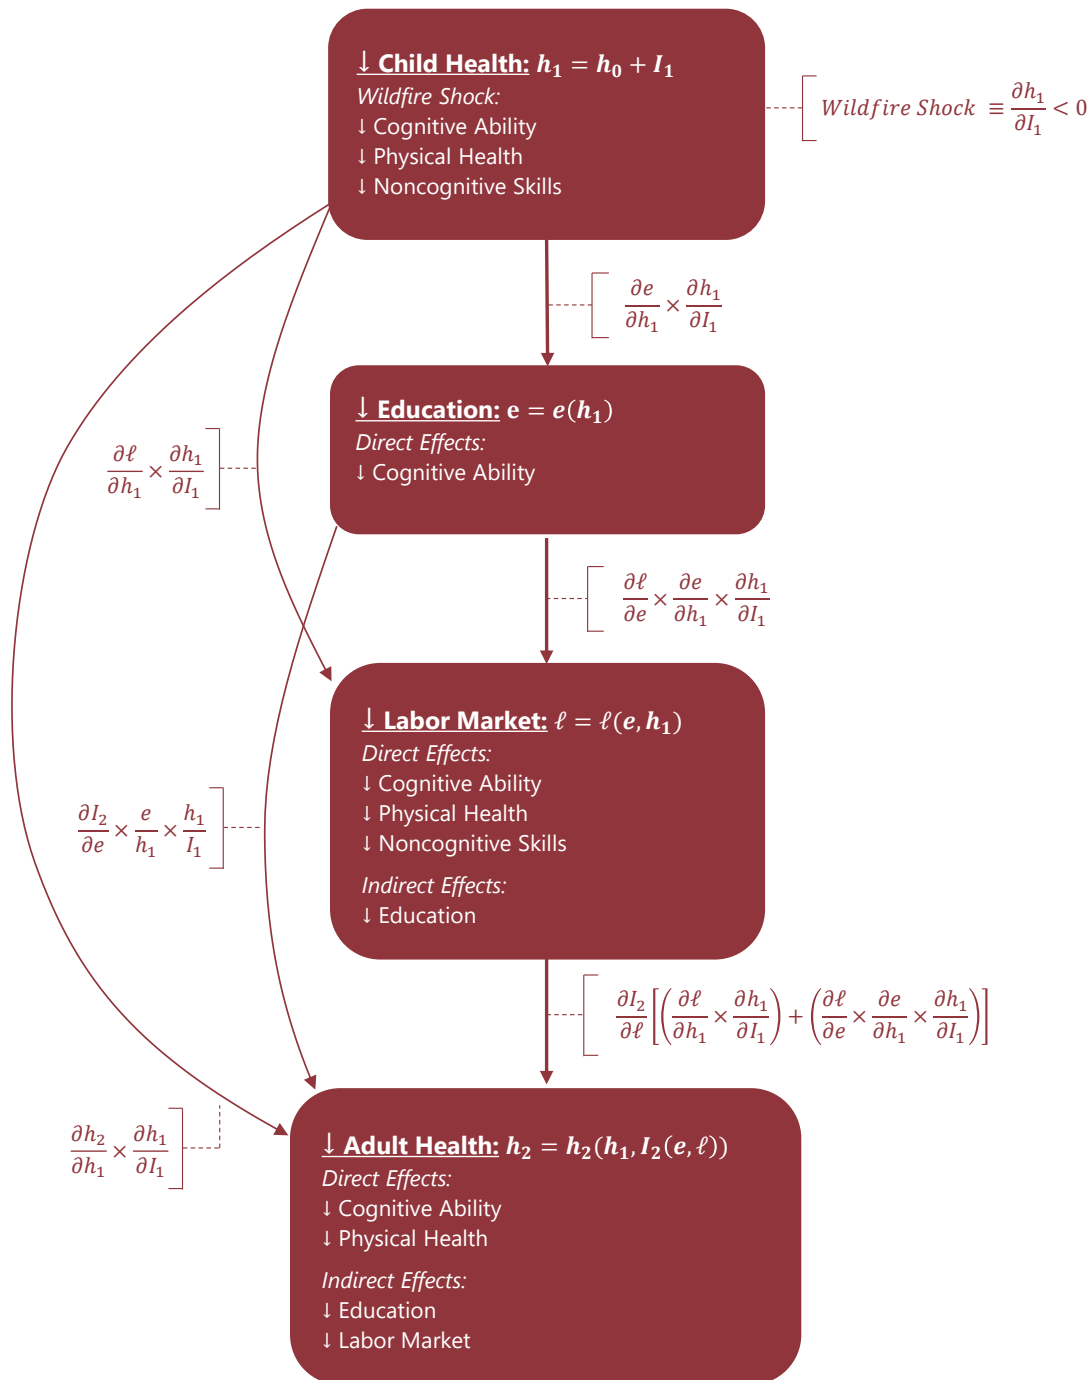 ↓ Child Health: h₁ = h₀ + I₁
Wildfire Shock:
↓ Cognitive Ability
↓ Physical Health
↓ Noncognitive Skills
Wildfire Shock ≡ ∂h₁/∂I₁ < 0
∂e/∂h₁ × ∂h₁/∂I₁
↓ Education: e = e(h₁)
Direct Effects:
↓ Cognitive Ability
∂ℓ/∂h₁ × ∂h₁/∂I₁
∂ℓ/∂e × ∂e/∂h₁ × ∂h₁/∂I₁
↓ Labor Market: ℓ = ℓ(e, h₁)
Direct Effects:
↓ Cognitive Ability
↓ Physical Health
↓ Noncognitive Skills
Indirect Effects:
↓ Education
∂I₂/∂e × e/h₁ × h₁/I₁
∂I₂/∂ℓ [(∂ℓ/∂h₁ × ∂h₁/∂I₁) + (∂ℓ/∂e × ∂e/∂h₁ × ∂h₁/∂I₁)]
∂h₂/∂h₁ × ∂h₁/∂I₁
↓ Adult Health: h₂ = h₂(h₁, I₂(e, ℓ))
Direct Effects:
↓ Cognitive Ability
↓ Physical Health
Indirect Effects:
↓ Education
↓ Labor Market